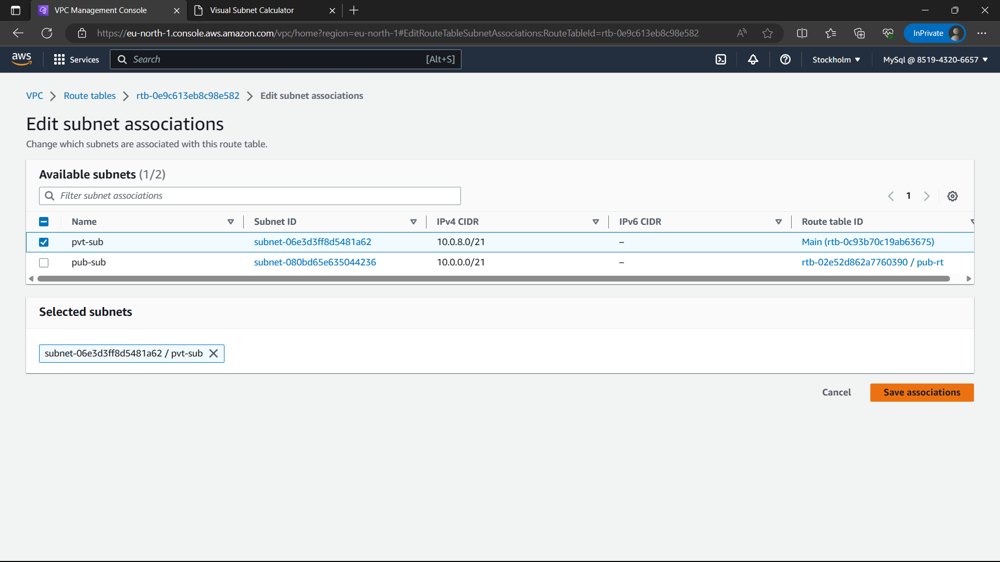 VPC Management Console
Visual Subnet Calculator
https://eu-north-1.console.aws.amazon.com/vpc/home?region=eu-north-1#EditRouteTableSubnetAssociations:RouteTableId=rtb-0e9c613eb8c98e582
InPrivate
aws
Services
Search
[Alt+S]
Stockholm
MySql @ 8519-4320-6657
VPC
Route tables
rtb-0e9c613eb8c98e582
Edit subnet associations
Edit subnet associations
Change which subnets are associated with this route table.
Available subnets (1/2)
Filter subnet associations
1
Name Subnet ID IPv4 CIDR IPv6 CIDR Route table ID
pvt-sub subnet-06e3d3ff8d5481a62 10.0.8.0/21 – Main (rtb-0c93b70c19ab63675)
pub-sub subnet-080bd65e635044236 10.0.0.0/21 – rtb-02e52d862a7760390 / pub-rt
Selected subnets
subnet-06e3d3ff8d5481a62 / pvt-sub
Cancel
Save associations